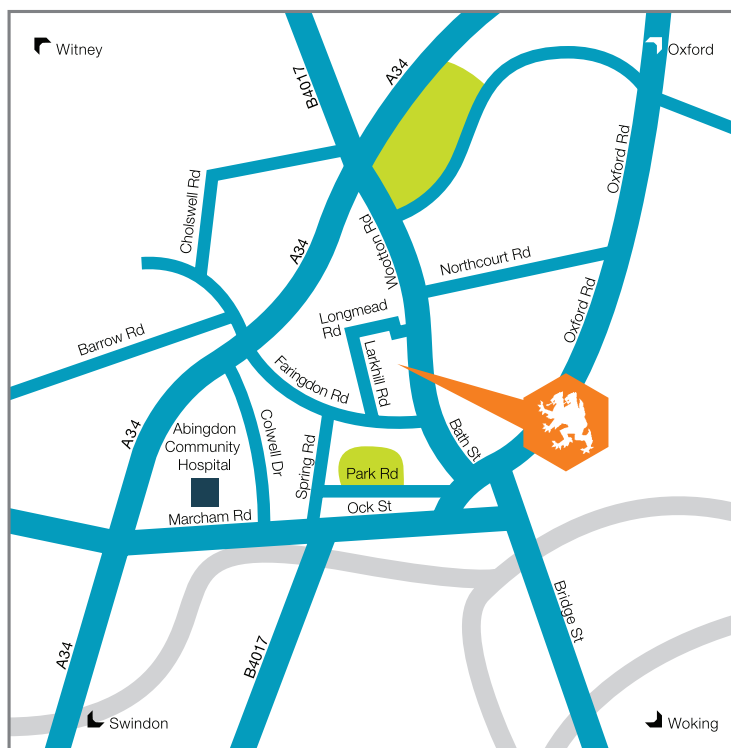 Witney
Oxford
B4017
A34
Oxford Rd
Cholswell Rd
Wootton Rd
A34
Northcourt Rd
Longmead
Rd
Oxford Rd
Barrow Rd
Larkhill Rd
Faringdon Rd
A34
Abingdon
Community
Hospital
Colwell Dr
Spring Rd
Bath St
Park Rd
Ock St
Marcham Rd
Bridge St
A34
B4017
Swindon
Woking